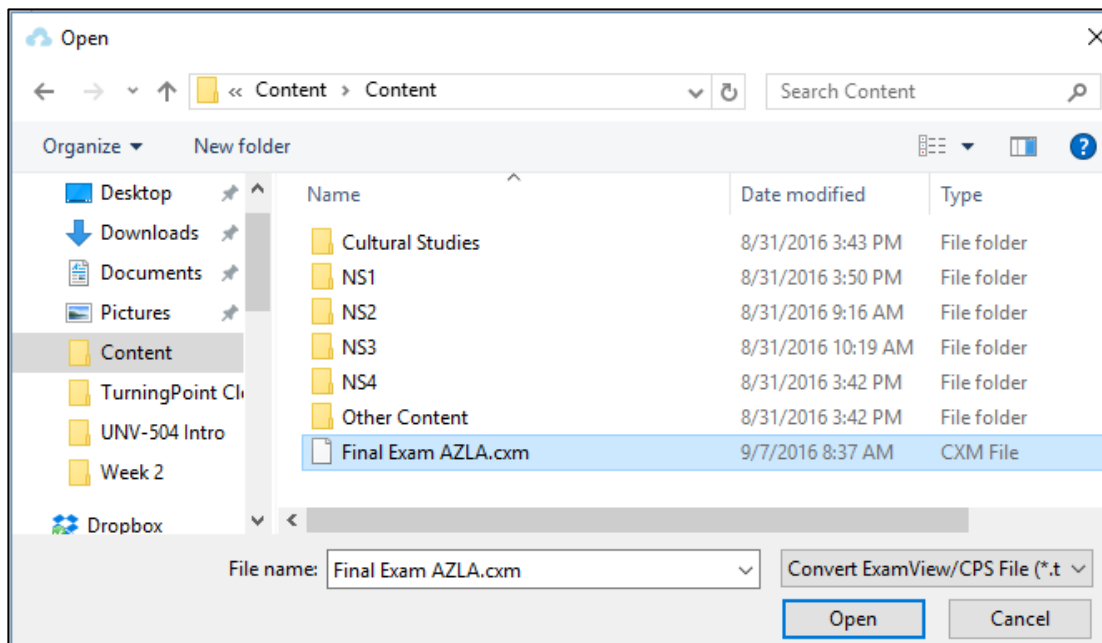 Open
« Content > Content
Search Content
Organize
New folder
Name
Date modified
Type
Desktop
Downloads
Documents
Pictures
Content
TurningPoint Cl
UNV-504 Intro
Week 2
Dropbox
Cultural Studies 8/31/2016 3:43 PM File folder
NS1 8/31/2016 3:50 PM File folder
NS2 8/31/2016 9:16 AM File folder
NS3 8/31/2016 10:19 AM File folder
NS4 8/31/2016 3:42 PM File folder
Other Content 8/31/2016 3:42 PM File folder
Final Exam AZLA.cxm 9/7/2016 8:37 AM CXM File
File name: Final Exam AZLA.cxm
Convert ExamView/CPS File (*.t
Open
Cancel